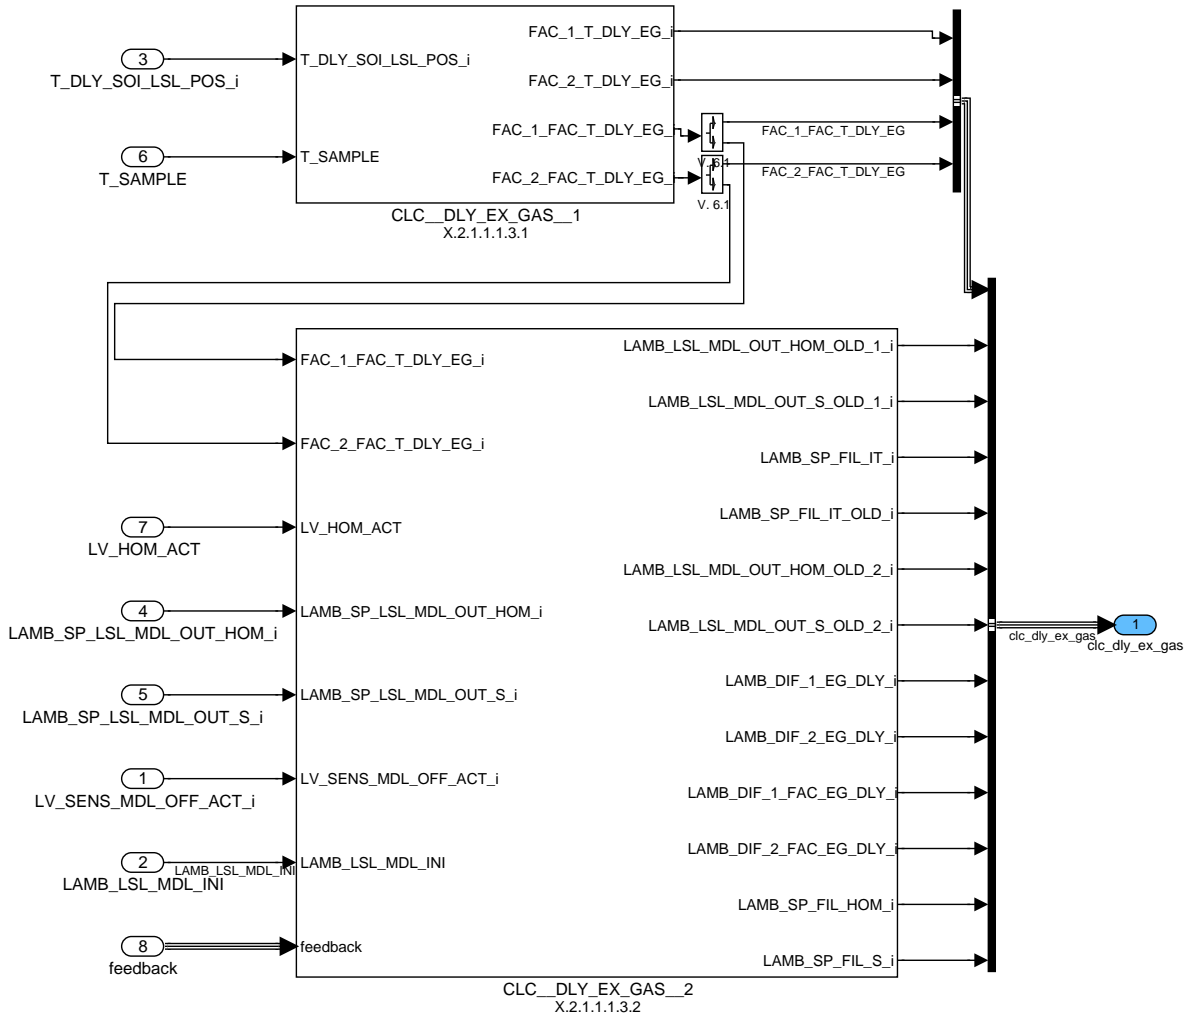 FAC_1_T_DLY_EG_i
3
T_DLY_SOI_LSL_POS_i
T_DLY_SOI_LSL_POS_i
FAC_2_T_DLY_EG_i
FAC_1_FAC_T_DLY_EG_i
FAC_1_FAC_T_DLY_EG
6
T_SAMPLE
T_SAMPLE
V. 6.1
FAC_2_FAC_T_DLY_EG_i
FAC_2_FAC_T_DLY_EG
V. 6.1
CLC__DLY_EX_GAS__1
X.2.1.1.1.3.1
FAC_1_FAC_T_DLY_EG_i
LAMB_LSL_MDL_OUT_HOM_OLD_1_i
LAMB_LSL_MDL_OUT_S_OLD_1_i
FAC_2_FAC_T_DLY_EG_i
LAMB_SP_FIL_IT_i
7
LV_HOM_ACT
LV_HOM_ACT
LAMB_SP_FIL_IT_OLD_i
LAMB_LSL_MDL_OUT_HOM_OLD_2_i
4
LAMB_SP_LSL_MDL_OUT_HOM_i
LAMB_SP_LSL_MDL_OUT_HOM_i
LAMB_LSL_MDL_OUT_S_OLD_2_i
clc_dly_ex_gas
1
clc_dly_ex_gas
5
LAMB_SP_LSL_MDL_OUT_S_i
LAMB_SP_LSL_MDL_OUT_S_i
LAMB_DIF_1_EG_DLY_i
LAMB_DIF_2_EG_DLY_i
1
LV_SENS_MDL_OFF_ACT_i
LV_SENS_MDL_OFF_ACT_i
LAMB_DIF_1_FAC_EG_DLY_i
LAMB_DIF_2_FAC_EG_DLY_i
2
LAMB_LSL_MDL_INI
LAMB_LSL_MDL_INI
LAMB_LSL_MDL_INI
LAMB_SP_FIL_HOM_i
8
feedback
feedback
LAMB_SP_FIL_S_i
CLC__DLY_EX_GAS__2
X.2.1.1.1.3.2